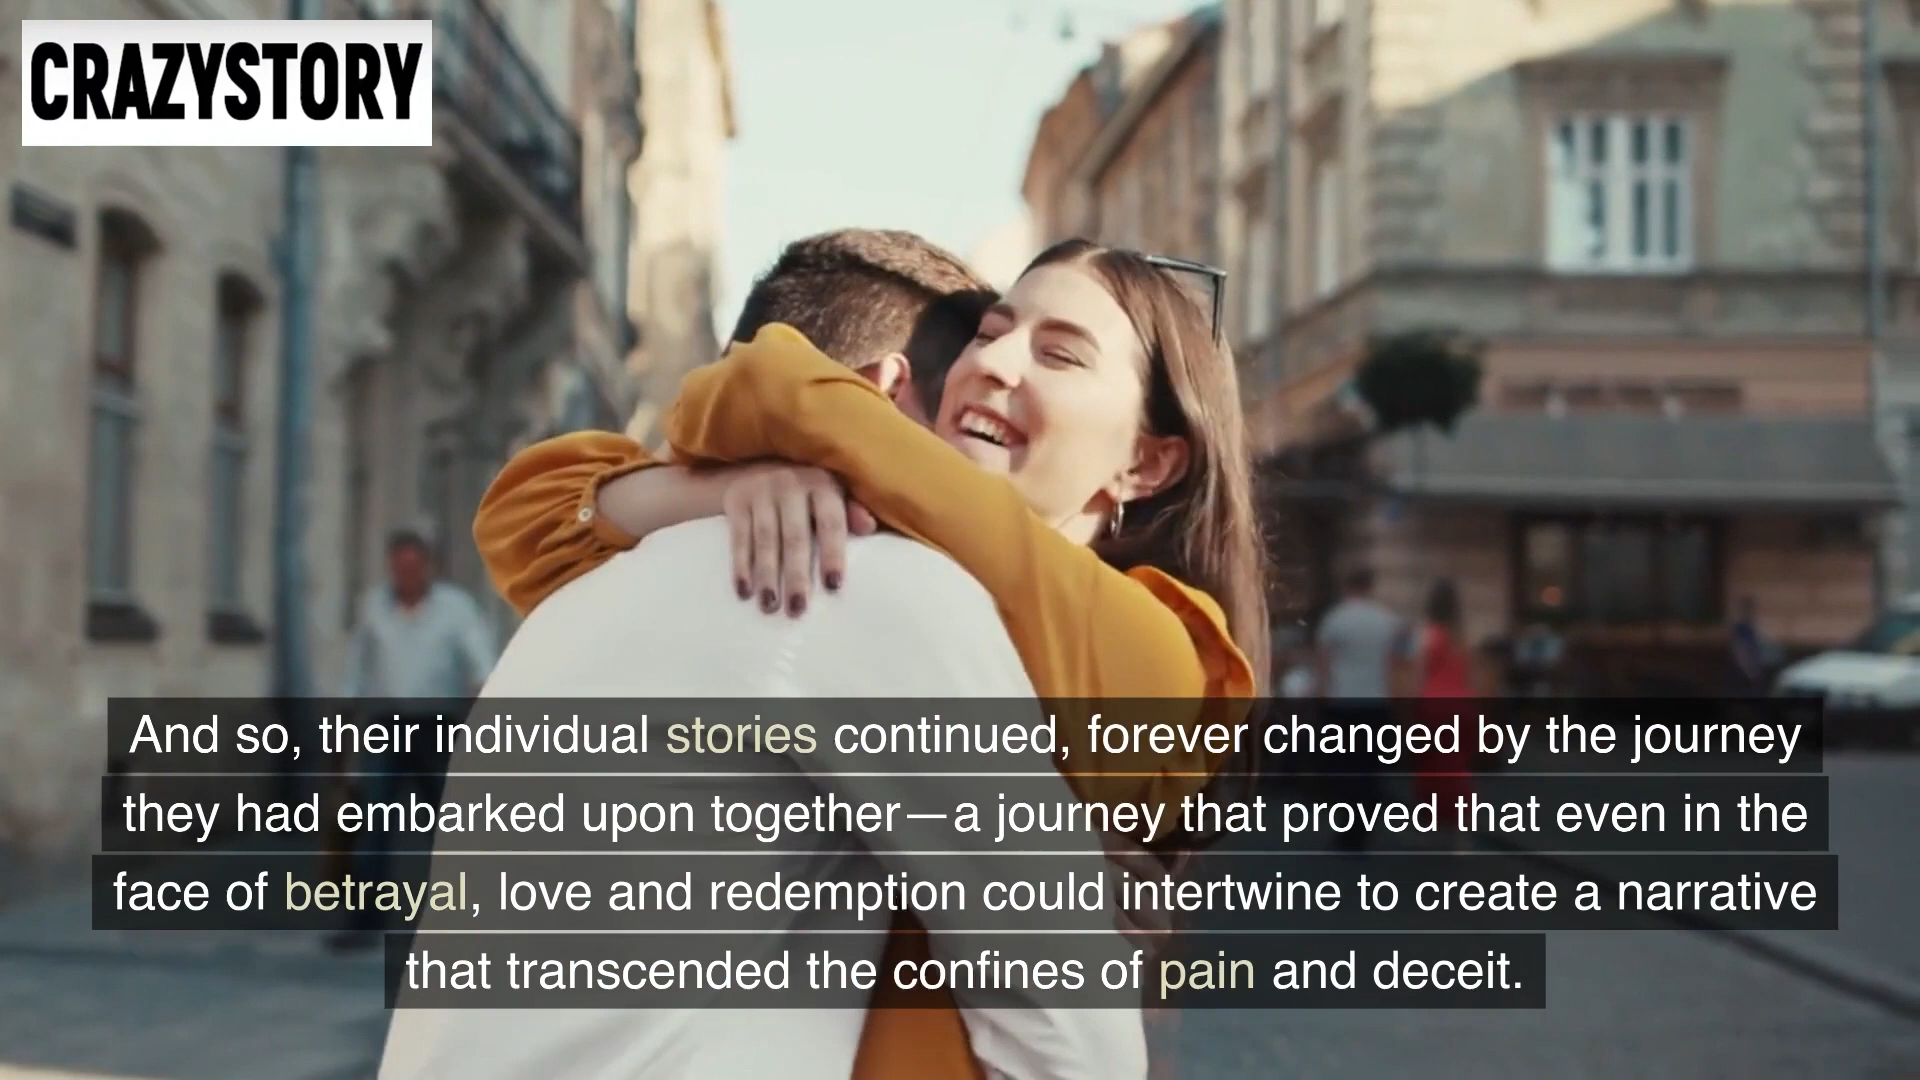 CRAZYSTORY
And so, their individual stories continued, forever changed by the journey
they had embarked upon together—a journey that proved that even in the
face of betrayal, love and redemption could intertwine to create a narrative
that transcended the confines of pain and deceit.